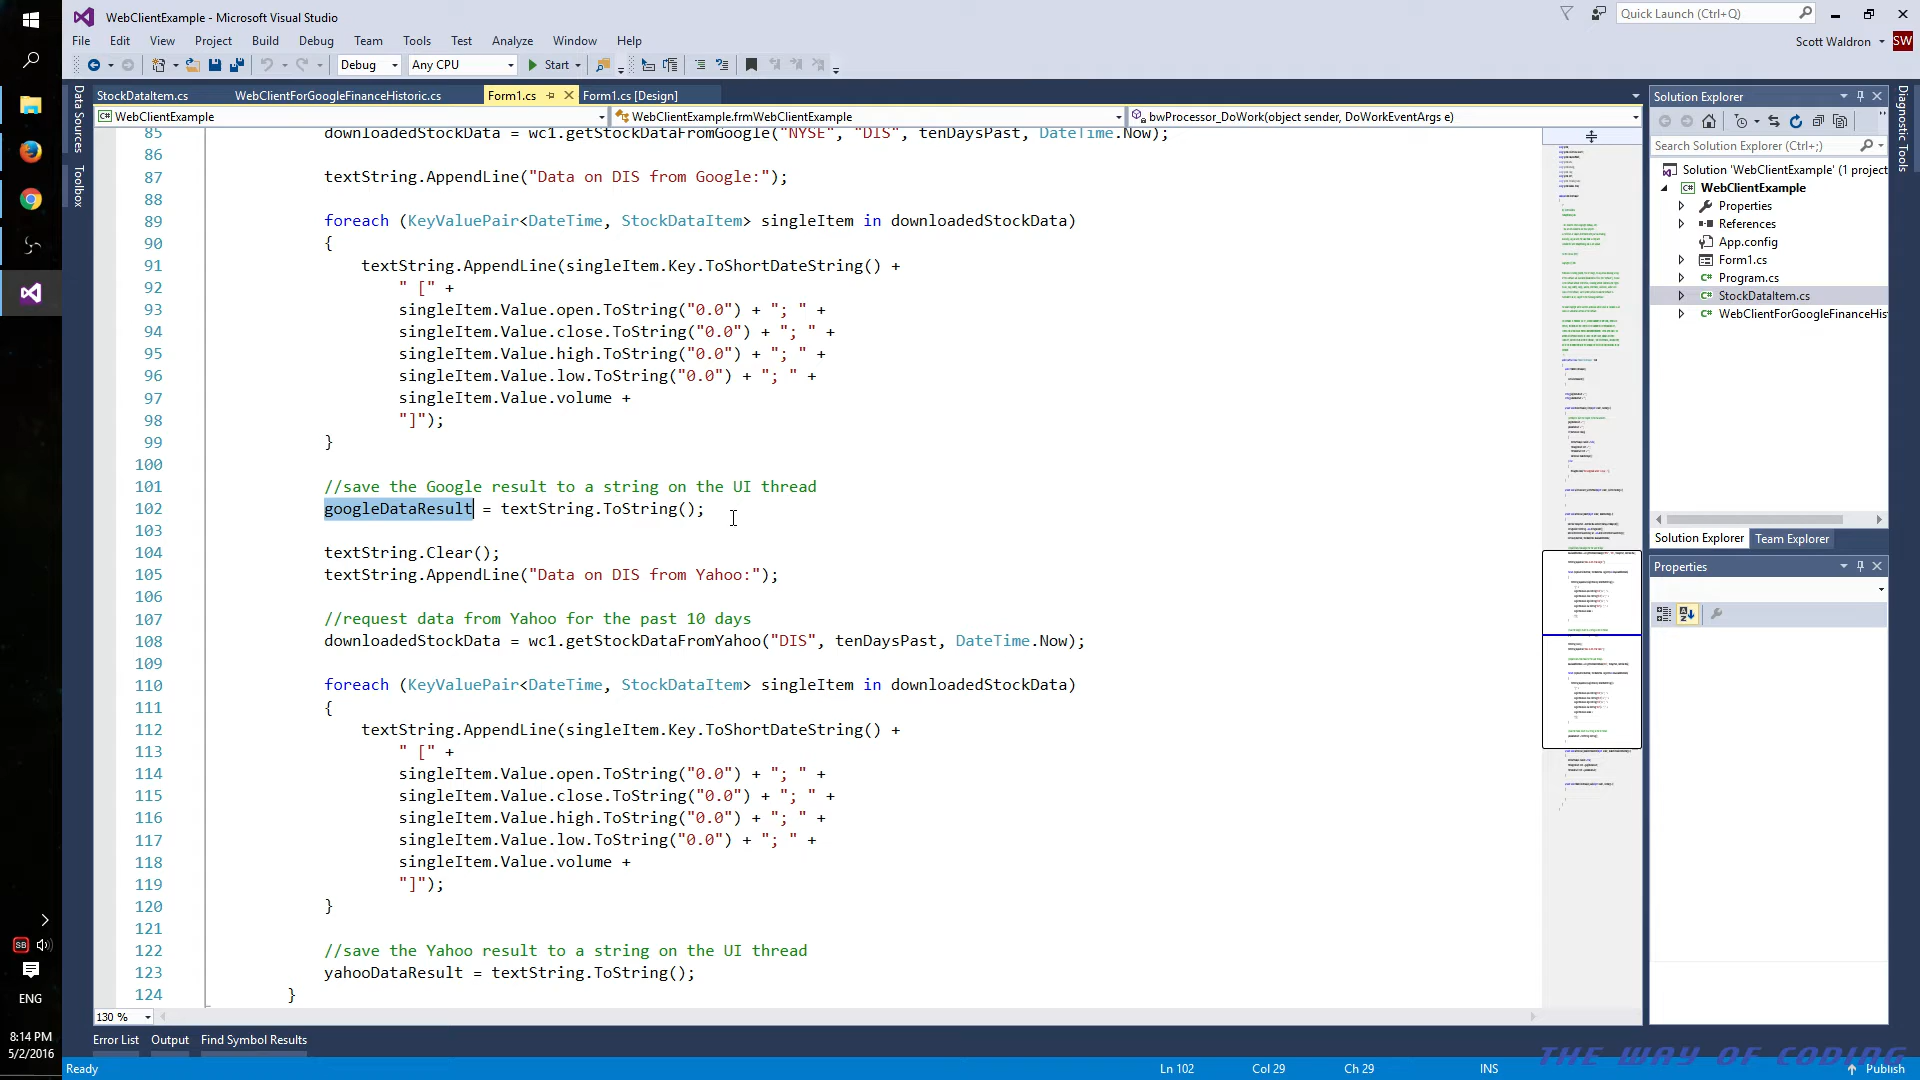 WebClientExample - Microsoft Visual Studio
Quick Launch (Ctrl+Q)
File Edit View Project Build Debug Team Tools Test Analyze Window Help
Scott Waldron SW
Debug Any CPU Start
StockDataItem.cs WebClientForGoogleFinanceHistoric.cs Form1.cs Form1.cs [Design]
WebClientExample WebClientExample.frmWebClientExample bwProcessor_DoWork(object sender, DoWorkEventArgs e)
Data Sources
Toolbox
85 downloadedStockData = wc1.getStockDataFromGoogle("NYSE", "DIS", tenDaysPast, DateTime.Now);
86
87 textString.AppendLine("Data on DIS from Google:");
88
89 foreach (KeyValuePair<DateTime, StockDataItem> singleItem in downloadedStockData)
90 {
91 textString.AppendLine(singleItem.Key.ToShortDateString() +
92 " [" +
93 singleItem.Value.open.ToString("0.0") + "; " +
94 singleItem.Value.close.ToString("0.0") + "; " +
95 singleItem.Value.high.ToString("0.0") + "; " +
96 singleItem.Value.low.ToString("0.0") + "; " +
97 singleItem.Value.volume +
98 "]");
99 }
100
101 //save the Google result to a string on the UI thread
102 googleDataResult = textString.ToString();
103
104 textString.Clear();
105 textString.AppendLine("Data on DIS from Yahoo:");
106
107 //request data from Yahoo for the past 10 days
108 downloadedStockData = wc1.getStockDataFromYahoo("DIS", tenDaysPast, DateTime.Now);
109
110 foreach (KeyValuePair<DateTime, StockDataItem> singleItem in downloadedStockData)
111 {
112 textString.AppendLine(singleItem.Key.ToShortDateString() +
113 " [" +
114 singleItem.Value.open.ToString("0.0") + "; " +
115 singleItem.Value.close.ToString("0.0") + "; " +
116 singleItem.Value.high.ToString("0.0") + "; " +
117 singleItem.Value.low.ToString("0.0") + "; " +
118 singleItem.Value.volume +
119 "]");
120 }
121
122 //save the Yahoo result to a string on the UI thread
123 yahooDataResult = textString.ToString();
124 }
130 %
Solution Explorer
Search Solution Explorer (Ctrl+;)
Solution 'WebClientExample' (1 project
WebClientExample
Properties
References
App.config
Form1.cs
Program.cs
StockDataItem.cs
WebClientForGoogleFinanceHis
Solution Explorer Team Explorer
Properties
Diagnostic Tools
Error List Output Find Symbol Results
SB
ENG
8:14 PM
5/2/2016
Ready Ln 102 Col 29 Ch 29 INS Publish
THE WAY OF CODING